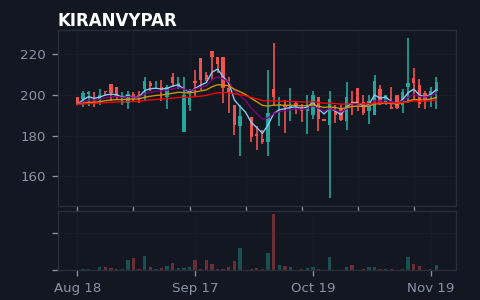 KIRANVYPAR
220
200
180
160
Aug 18
Sep 17
Oct 19
Nov 19